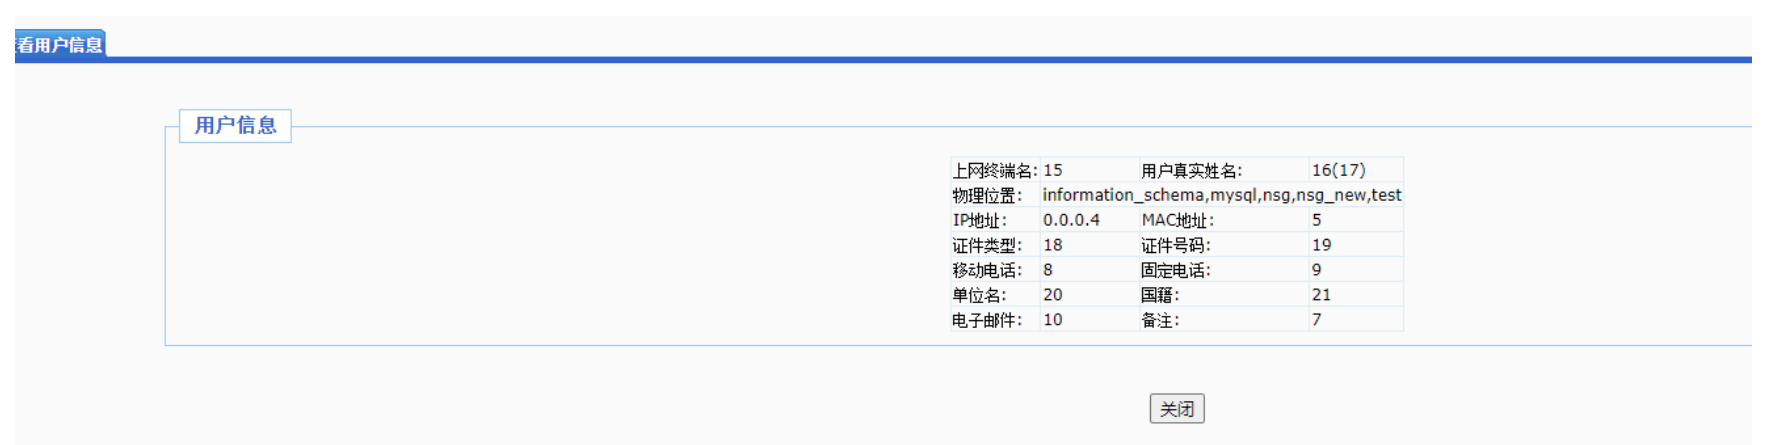 看用户信息
用户信息
上网终端名: 15 用户真实姓名: 16(17)
物理位置: information_schema,mysql,nsg,nsg_new,test
IP地址: 0.0.0.4 MAC地址: 5
证件类型: 18 证件号码: 19
移动电话: 8 固定电话: 9
单位名: 20 国籍: 21
电子邮件: 10 备注: 7
关闭